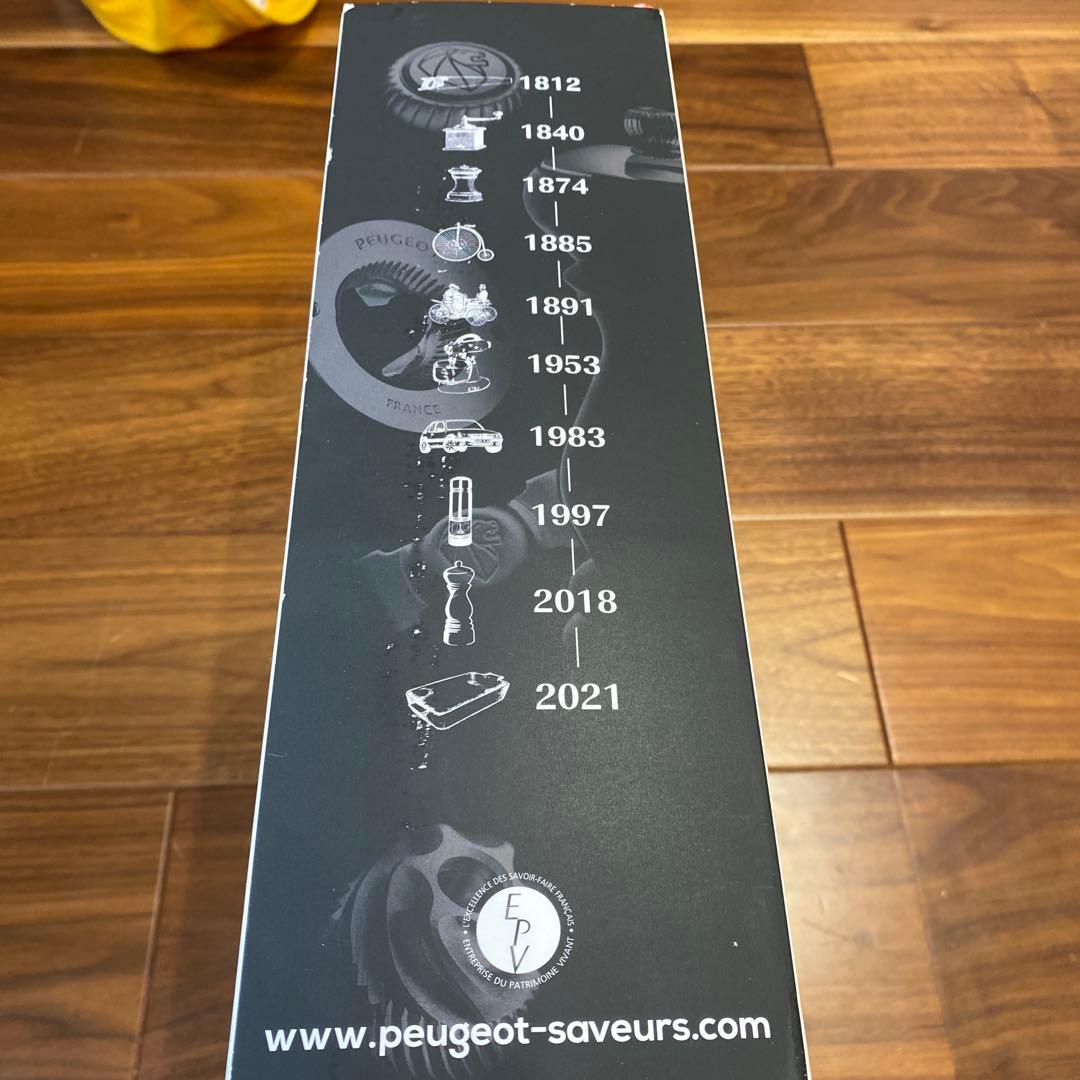 1812
1840
1874
1885
PEUGEO
1891
1953
FRANCE
1983
1997
2018
2021
• L'EXCELLENCE DES SAVOIR-FAIRE FRANÇAIS •
EPV
ENTREPRISE DU PATRIMOINE VIVANT
www.peugeot-saveurs.com